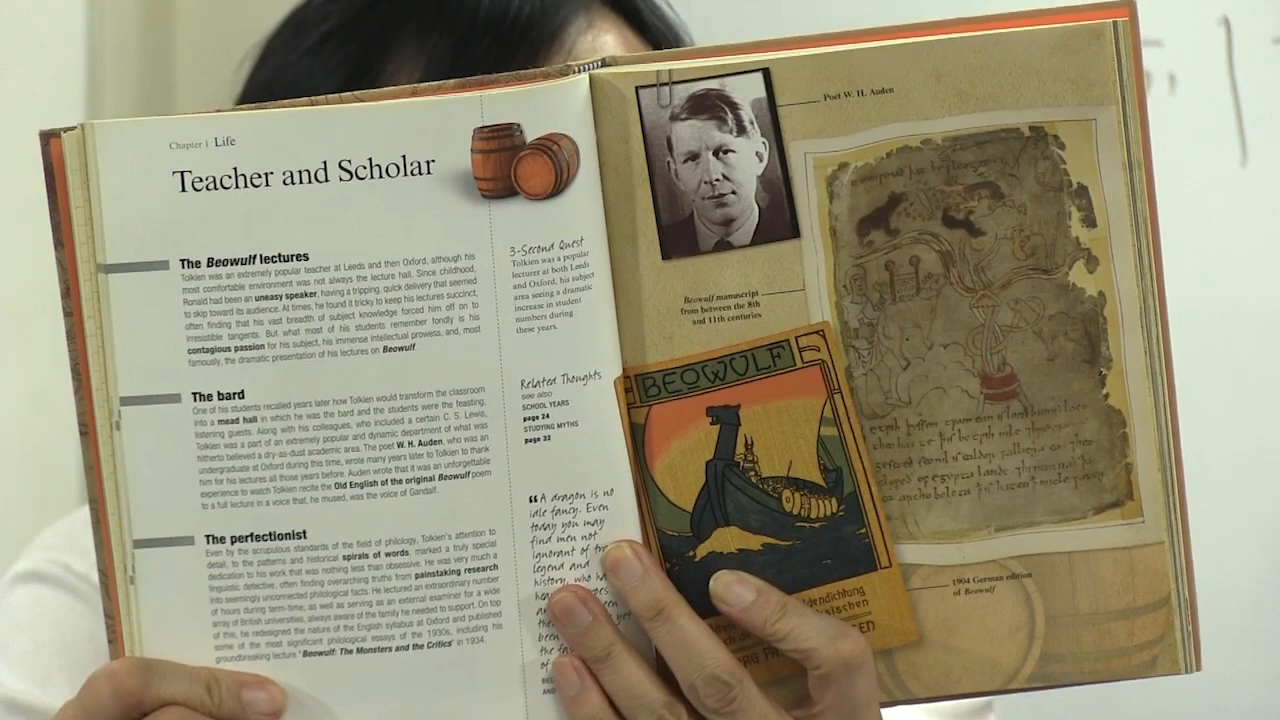 Chapter 1 Life
Teacher and Scholar
The Beowulf lectures
Tolkien was an extremely popular teacher at Leeds and then Oxford, although his
most comfortable environment was not always the lecture hall. Since childhood,
Ronald had been an uneasy speaker, having a tripping, quick delivery that seemed
to skip toward its audience. At times, he found it tricky to keep his lectures succinct,
often finding that his vast breadth of subject knowledge forced him off on to
irresistible tangents. But what most of his students remember fondly is his
contagious passion for his subject, his immense intellectual prowess, and, most
famously, the dramatic presentation of his lectures on Beowulf.
The bard
One of his students recalled years later how Tolkien would transform the classroom
into a mead hall in which he was the bard and the students were the feasting,
listening guests. Along with his colleagues, who included a certain C. S. Lewis,
Tolkien was a part of an extremely popular and dynamic department of what was
hitherto believed a dry-as-dust academic area. The poet W. H. Auden, who was an
undergraduate at Oxford during this time, wrote many years later to Tolkien to thank
him for his lectures all those years before. Auden wrote that it was an unforgettable
experience to watch Tolkien recite the Old English of the original Beowulf poem
to a full lecture in a voice that, he mused, was the voice of Gandalf.
The perfectionist
Even by the scrupulous standards of the field of philology, Tolkien's attention to
detail, to the patterns and historical spirals of words, marked a truly special
dedication to his work that was nothing less than obsessive. He was very much a
linguistic detective, often finding overarching truths from painstaking research
into seemingly unconnected philological facts. He lectured an extraordinary number
of hours during term-time, as well as serving as an external examiner for a wide
array of British universities, always aware of the family he needed to support. On top
of this, he redesigned the nature of the English syllabus at Oxford and published
some of the most significant philological essays of the 1930s, including his
groundbreaking lecture "Beowulf: The Monsters and the Critics" in 1934.
3-Second Quest
Tolkien was a popular
lecturer at both Leeds
and Oxford, his subject
area seeing a dramatic
increase in student
numbers during
these years.
Related Thoughts
see also
SCHOOL YEARS
page 24
STUDYING MYTHS
page 32
"A dragon is no
idle fancy. Even
today you may
find men not
ignorant of
legend and
history, who
Poet W. H. Auden
Beowulf manuscript
from between the 8th
and 11th centuries
BEOWULF
1904 German edition
of Beowulf